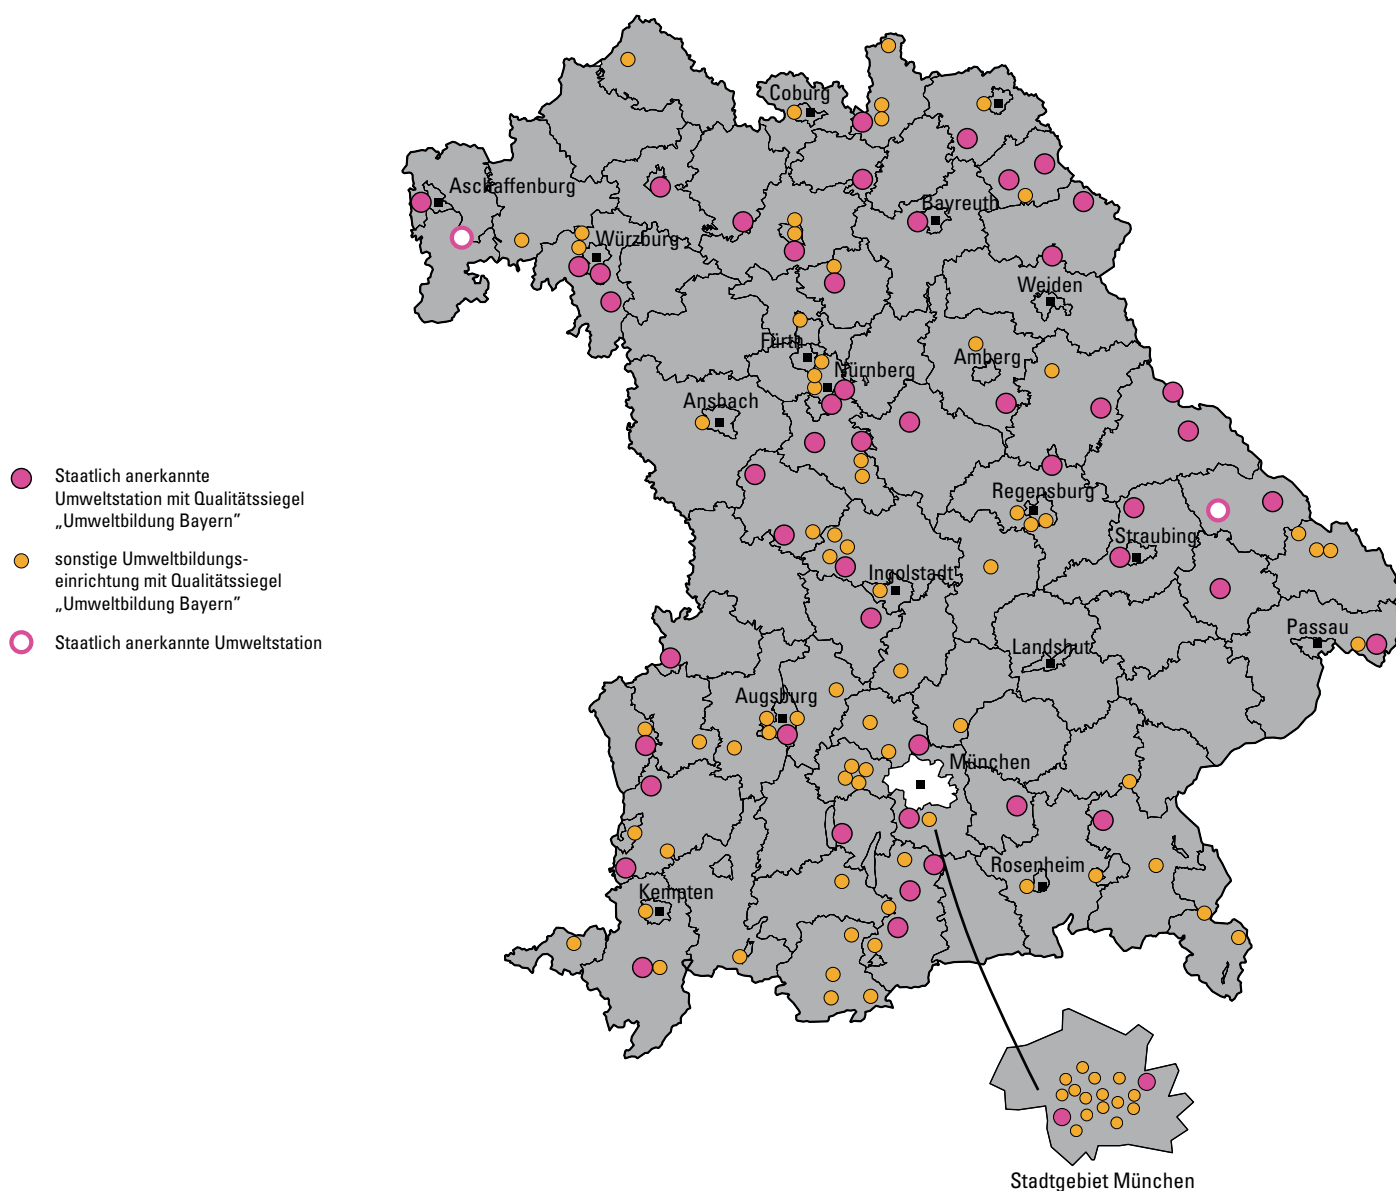 Coburg
Aschaffenburg
Bayreuth
Würzburg
Weiden
Fürth
Amberg
Nürnberg
Ansbach
Staatlich anerkannte
Umweltstation mit Qualitätssiegel
„Umweltbildung Bayern”
Regensburg
Straubing
sonstige Umweltbildungs-
einrichtung mit Qualitätssiegel
„Umweltbildung Bayern”
Ingolstadt
Passau
Staatlich anerkannte Umweltstation
Landshut
Augsburg
München
Rosenheim
Kempten
Stadtgebiet München